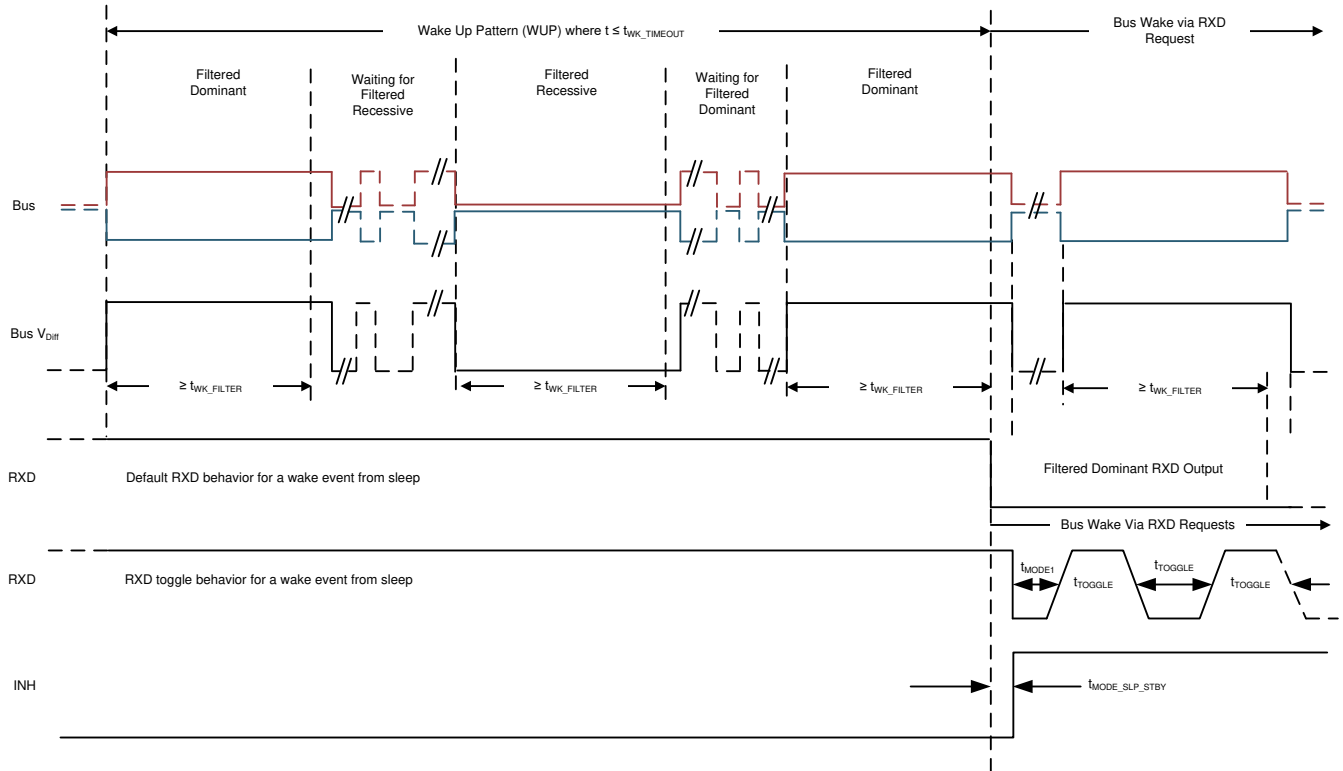 Wake Up Pattern (WUP) where t ≤ tWK_TIMEOUT
Bus Wake via RXD
Request
Filtered
Dominant
Waiting for
Filtered
Recessive
Filtered
Recessive
Waiting for
Filtered
Dominant
Filtered
Dominant
Bus
Bus VDiff
≥ tWK_FILTER
≥ tWK_FILTER
≥ tWK_FILTER
≥ tWK_FILTER
RXD
Default RXD behavior for a wake event from sleep
Filtered Dominant RXD Output
Bus Wake Via RXD Requests
RXD
RXD toggle behavior for a wake event from sleep
tMODE1
tTOGGLE
tTOGGLE
tTOGGLE
INH
tMODE_SLP_STBY